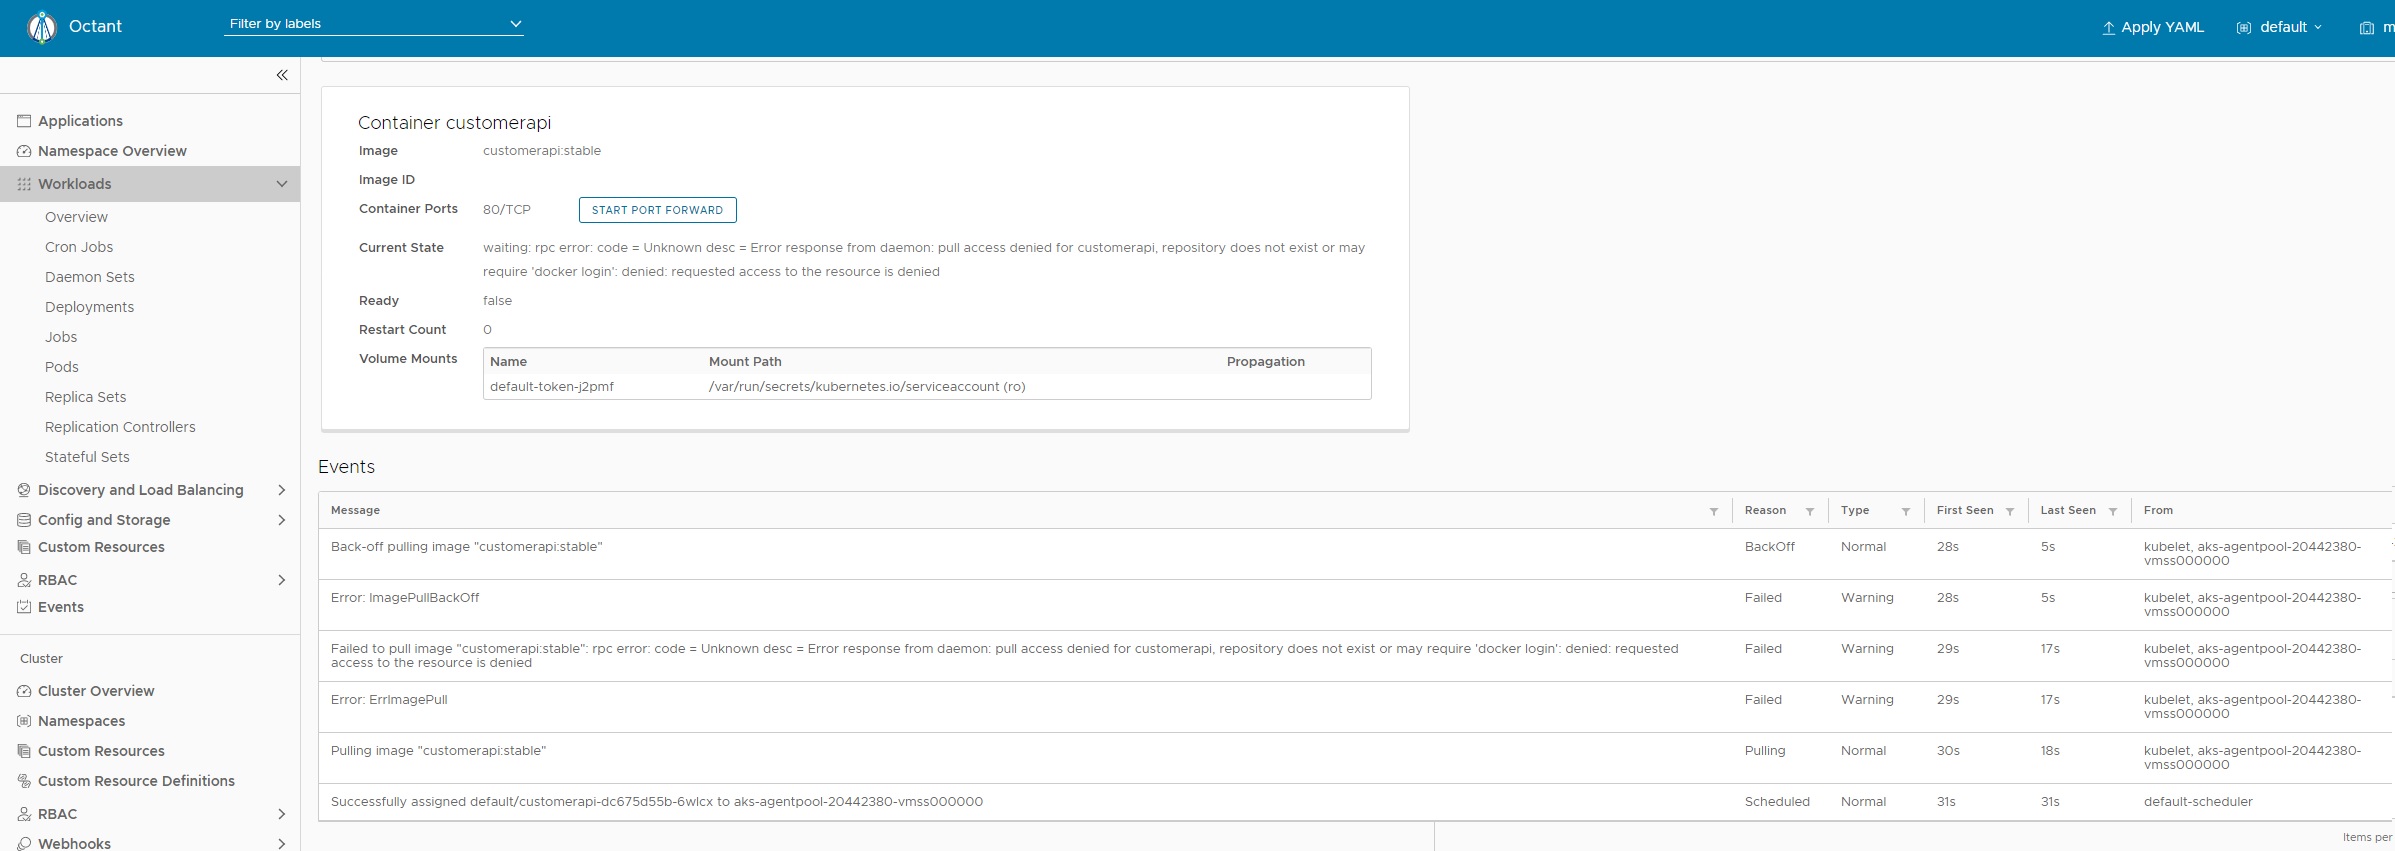 Octant
Filter by labels
Apply YAML
default
m
Applications
Namespace Overview
Workloads
Overview
Cron Jobs
Daemon Sets
Deployments
Jobs
Pods
Replica Sets
Replication Controllers
Stateful Sets
Discovery and Load Balancing
Config and Storage
Custom Resources
RBAC
Events
Cluster
Cluster Overview
Namespaces
Custom Resources
Custom Resource Definitions
RBAC
Webhooks
Container customerapi
Image customerapi:stable
Image ID
Container Ports 80/TCP START PORT FORWARD
Current State waiting: rpc error: code = Unknown desc = Error response from daemon: pull access denied for customerapi, repository does not exist or may
require 'docker login': denied: requested access to the resource is denied
Ready false
Restart Count 0
Volume Mounts Name Mount Path Propagation
default-token-j2pmf /var/run/secrets/kubernetes.io/serviceaccount (ro)
Events
Message Reason Type First Seen Last Seen From
Back-off pulling image "customerapi:stable" BackOff Normal 28s 5s kubelet, aks-agentpool-20442380-
vmss000000
Error: ImagePullBackOff Failed Warning 28s 5s kubelet, aks-agentpool-20442380-
vmss000000
Failed to pull image "customerapi:stable": rpc error: code = Unknown desc = Error response from daemon: pull access denied for customerapi, repository does not exist or may require 'docker login': denied: requested Failed Warning 29s 17s kubelet, aks-agentpool-20442380-
access to the resource is denied vmss000000
Error: ErrImagePull Failed Warning 29s 17s kubelet, aks-agentpool-20442380-
vmss000000
Pulling image "customerapi:stable" Pulling Normal 30s 18s kubelet, aks-agentpool-20442380-
vmss000000
Successfully assigned default/customerapi-dc675d55b-6wlcx to aks-agentpool-20442380-vmss000000 Scheduled Normal 31s 31s default-scheduler
Items per